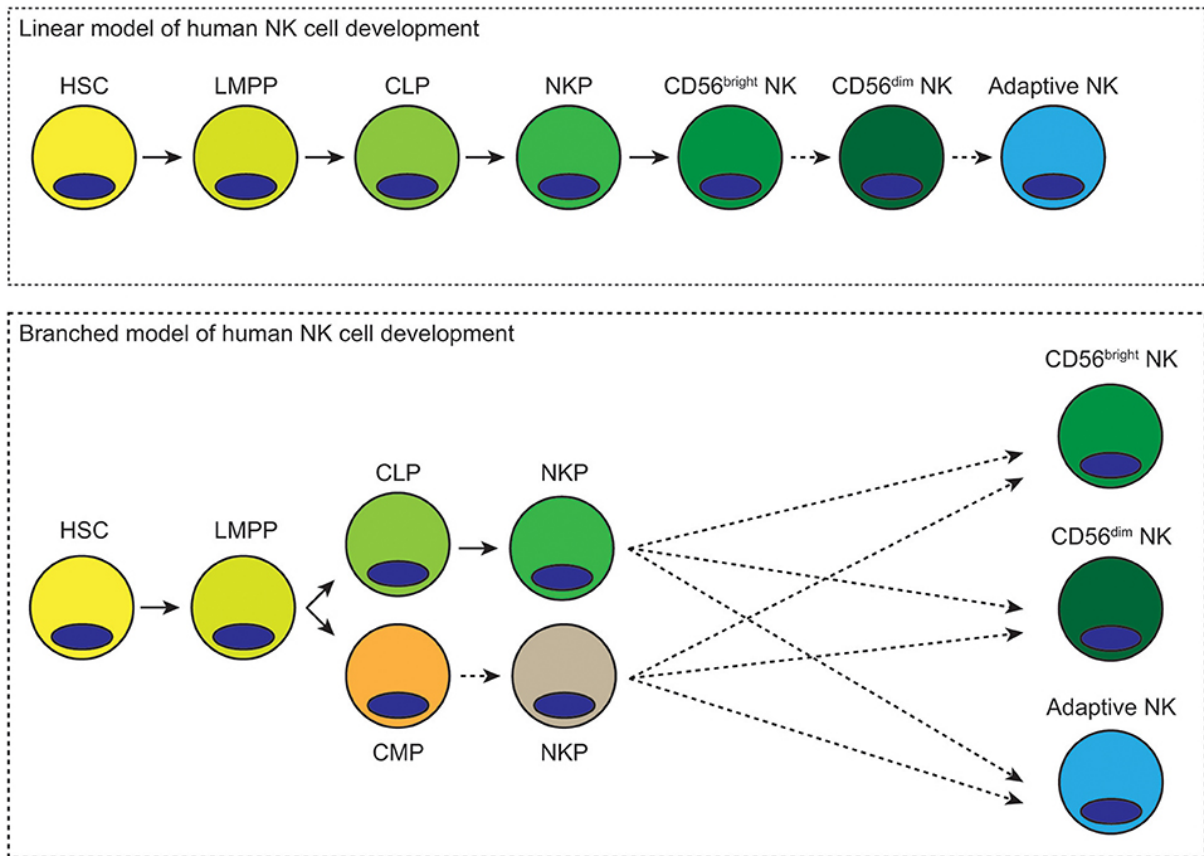 Linear model of human NK cell development
HSC LMPP CLP NKP CD56bright NK CD56dim NK Adaptive NK
Branched model of human NK cell development
CD56bright NK
CLP NKP
HSC LMPP
CD56dim NK
Adaptive NK
CMP NKP